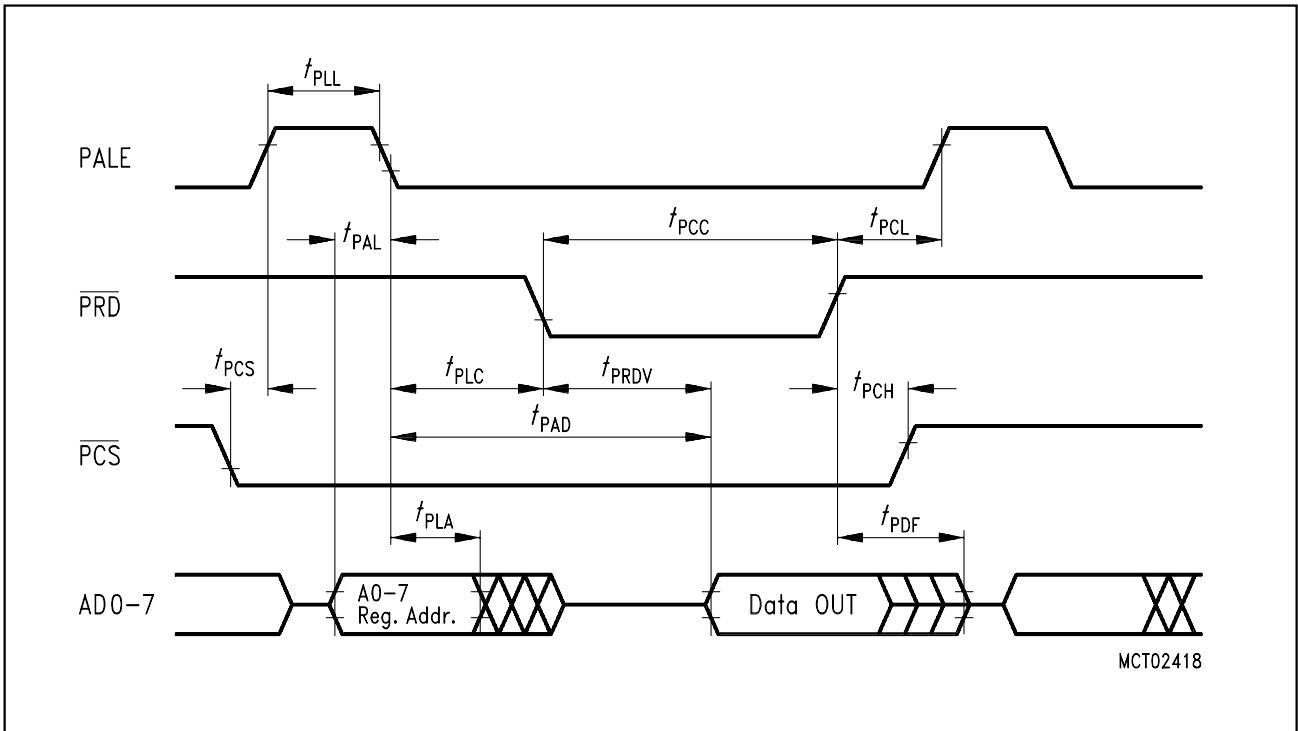 tPLL
PALE
tPAL
tPCC
tPCL
PRD
tPCS
tPLC
tPRDV
tPCH
tPAD
PCS
tPLA
tPDF
AD0-7
A0-7
Reg. Addr.
Data OUT
MCT02418